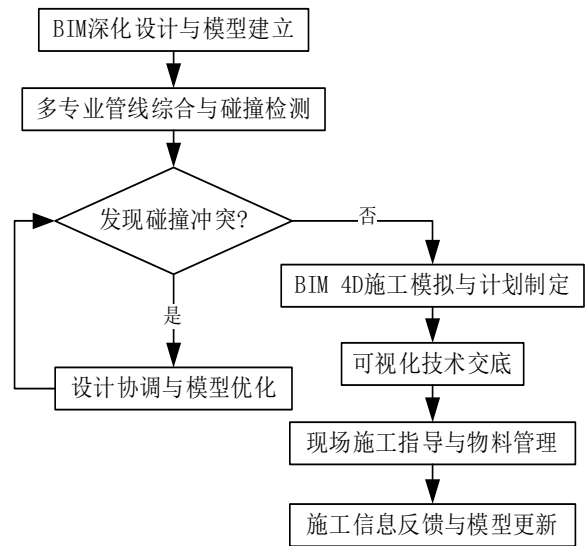 BIM深化设计与模型建立
多专业管线综合与碰撞检测
发现碰撞冲突?
否
BIM 4D施工模拟与计划制定
是
可视化技术交底
设计协调与模型优化
现场施工指导与物料管理
施工信息反馈与模型更新